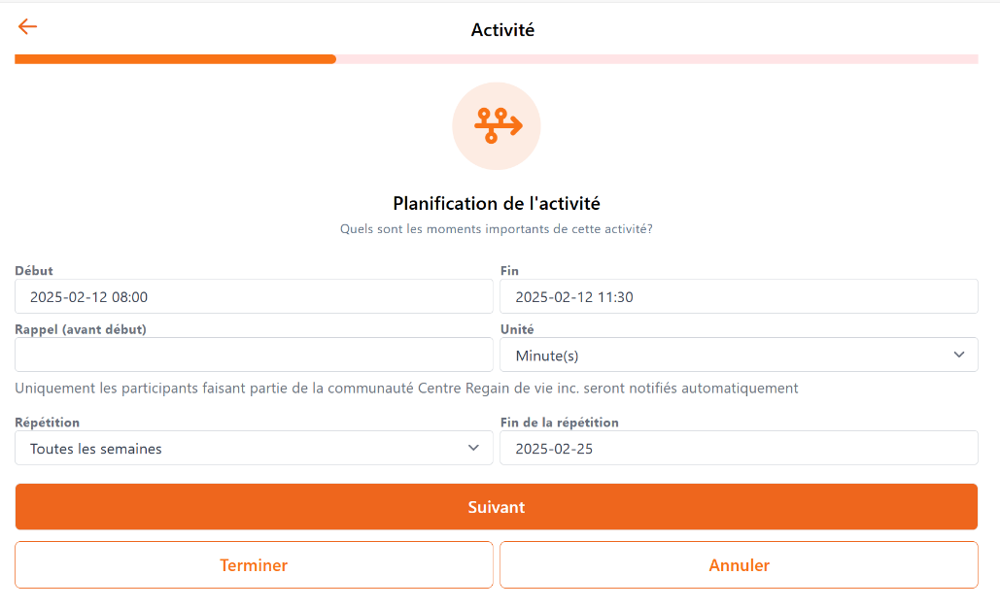 Activité
Planification de l'activité
Quels sont les moments importants de cette activité?
Début
2025-02-12 08:00
Fin
2025-02-12 11:30
Rappel (avant début)
Unité
Minute(s)
Uniquement les participants faisant partie de la communauté Centre Regain de vie inc. seront notifiés automatiquement
Répétition
Toutes les semaines
Fin de la répétition
2025-02-25
Suivant
Terminer
Annuler